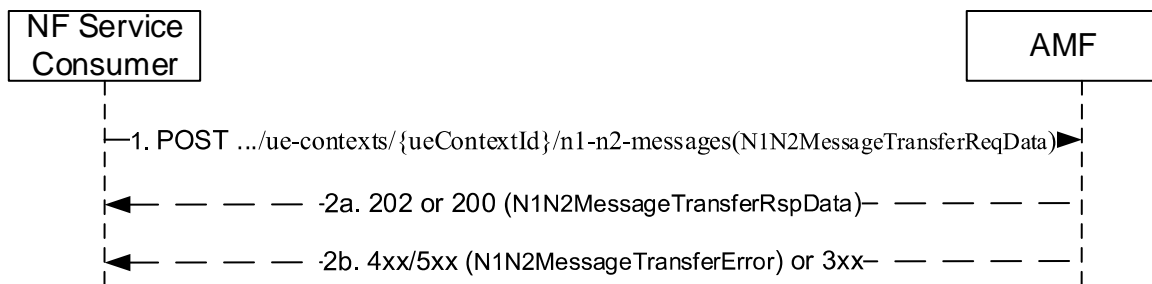 NF Service
Consumer
AMF
1. POST .../ue-contexts/{ueContextId}/n1-n2-messages(N1N2MessageTransferReqData)
2a. 202 or 200 (N1N2MessageTransferRspData)
2b. 4xx/5xx (N1N2MessageTransferError) or 3xx